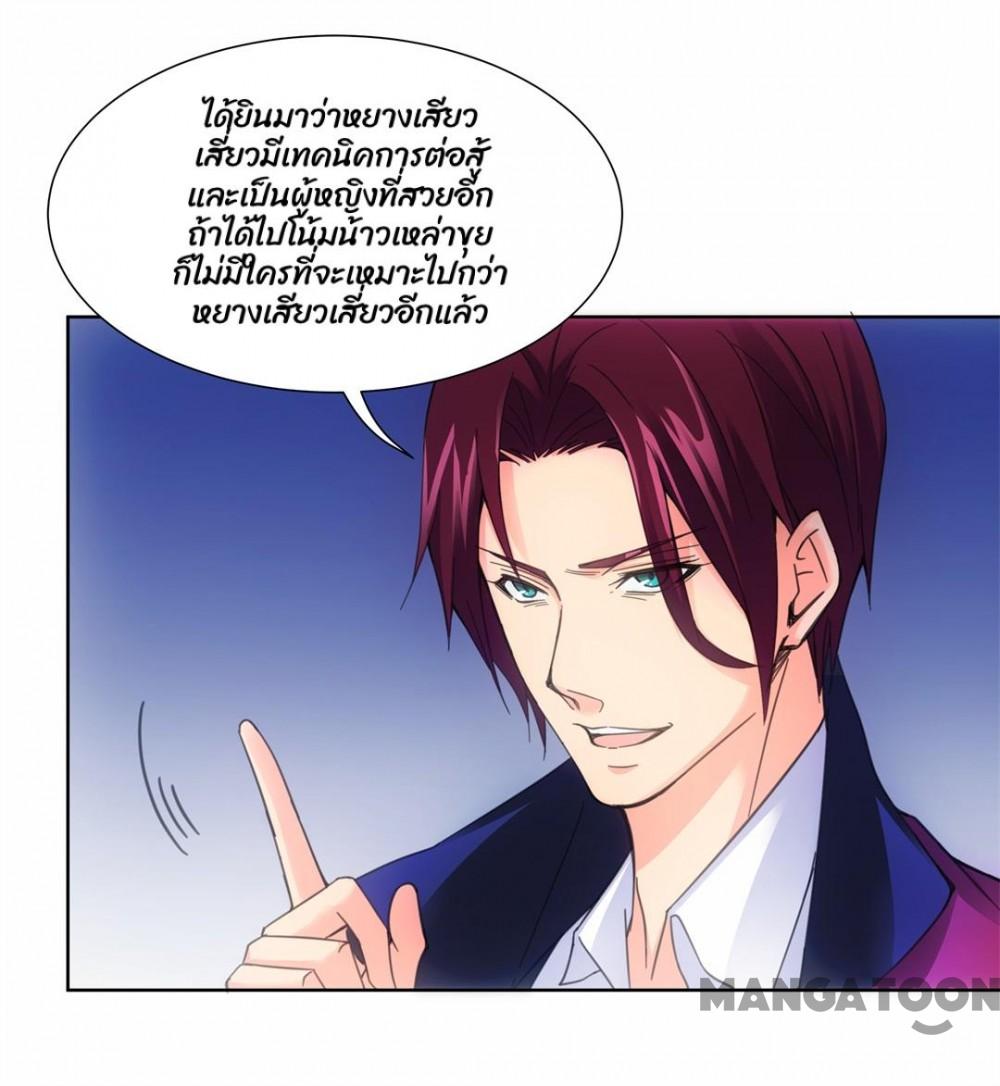 ได้ยินมาว่าหยางเสียว
เสี่ยวมีเทคนิคการต่อสู้
และเป็นผู้หญิงที่สวยอีก
ถ้าได้ไปโน้มน้าวเหล่าขุย
ก็ไม่มีใครที่จะเหมาะไปกว่า
หยางเสียวเสี่ยวอีกแล้ว
MANGATOON